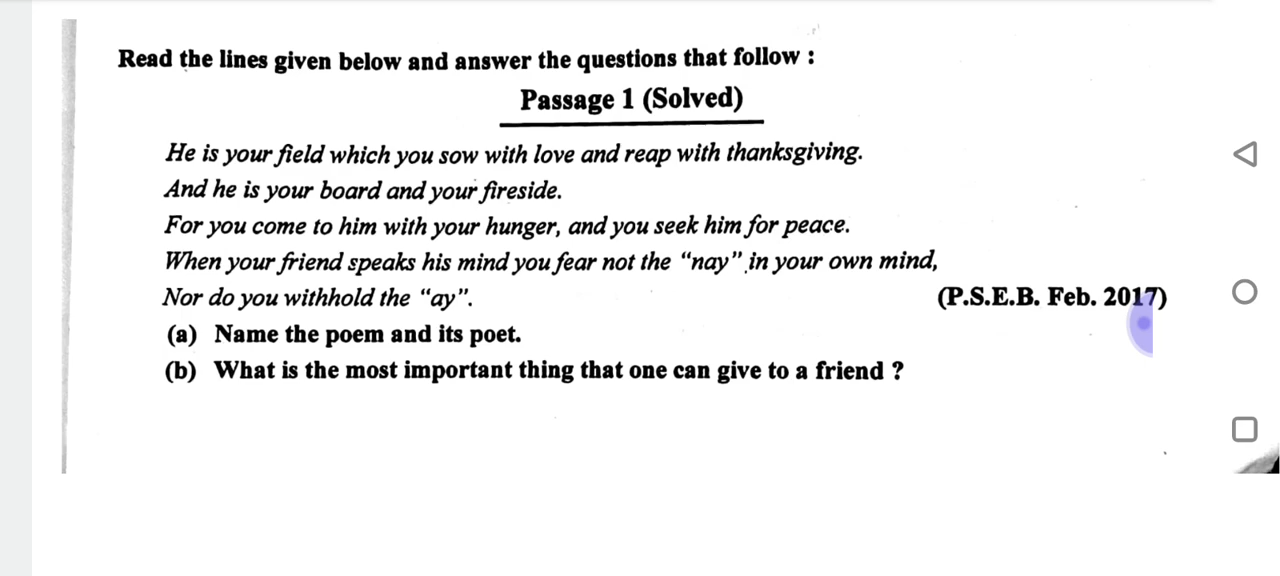 Read the lines given below and answer the questions that follow :
Passage 1 (Solved)
He is your field which you sow with love and reap with thanksgiving.
And he is your board and your fireside.
For you come to him with your hunger, and you seek him for peace.
When your friend speaks his mind you fear not the “nay” in your own mind,
Nor do you withhold the “ay”. (P.S.E.B. Feb. 2017)
(a) Name the poem and its poet.
(b) What is the most important thing that one can give to a friend ?